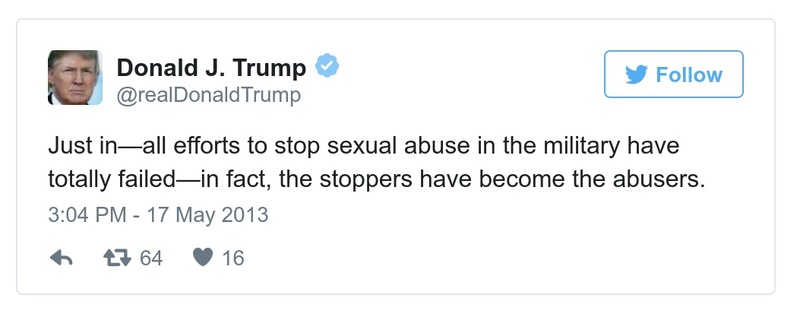 Donald J. Trump
@realDonaldTrump
Follow
Just in—all efforts to stop sexual abuse in the military have
totally failed—in fact, the stoppers have become the abusers.
3:04 PM - 17 May 2013
64 16